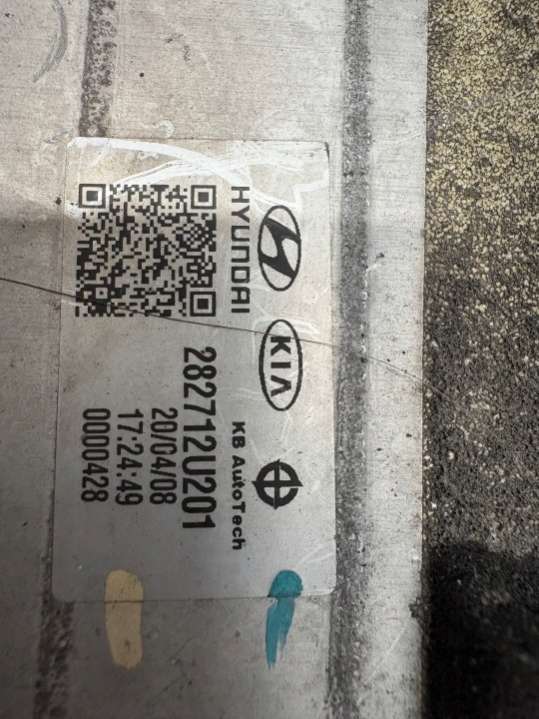 HYUNDAI
KIA
KB AutoTech
282712U201
20/04/08
17:24:49
0000428